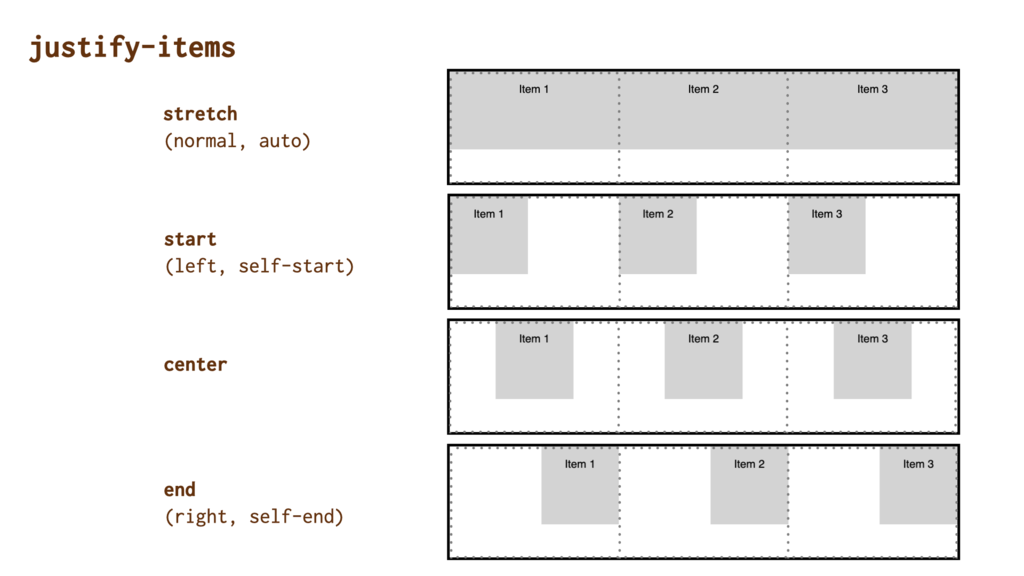 justify-items
stretch
(normal, auto)
Item 1 Item 2 Item 3
start
(left, self-start)
Item 1 Item 2 Item 3
center
Item 1 Item 2 Item 3
end
(right, self-end)
Item 1 Item 2 Item 3